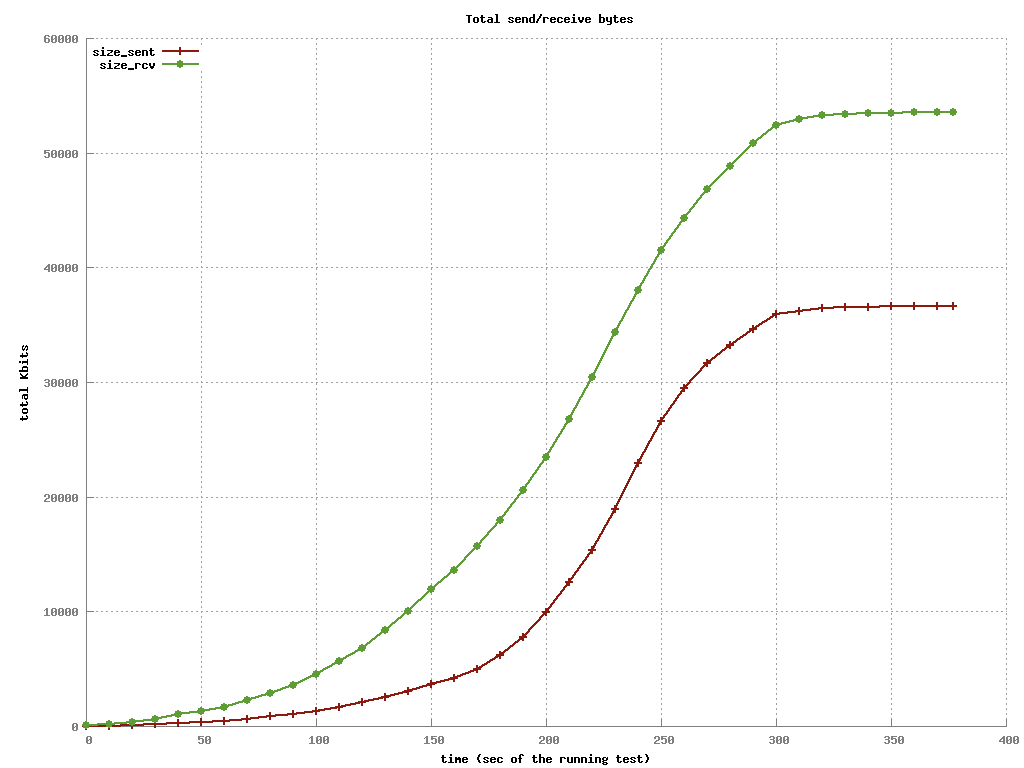 Total send/receive bytes
60000
size_sent
size_rcv
50000
40000
30000
total Kbits
20000
10000
0
0 50 100 150 200 250 300 350 400
time (sec of the running test)